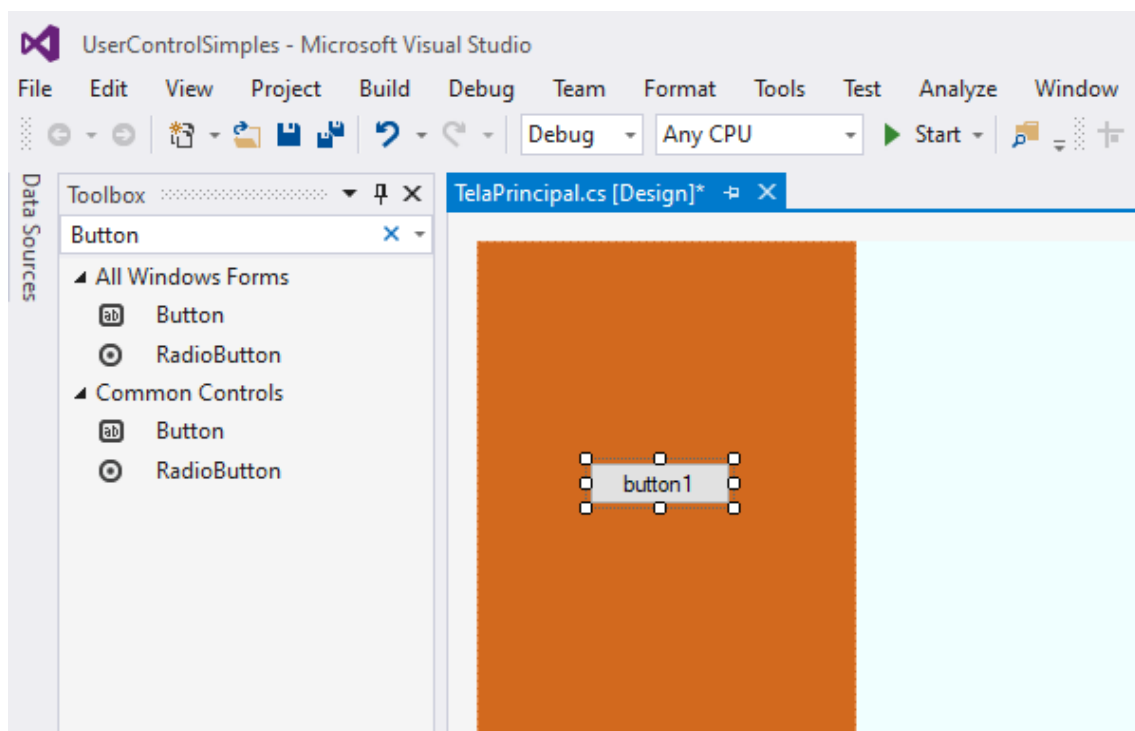 UserControlSimples - Microsoft Visual Studio
File Edit View Project Build Debug Team Format Tools Test Analyze Window
Debug Any CPU Start
Data Sources
Toolbox
TelaPrincipal.cs [Design]*
Button
All Windows Forms
Button
RadioButton
Common Controls
Button
RadioButton
button1